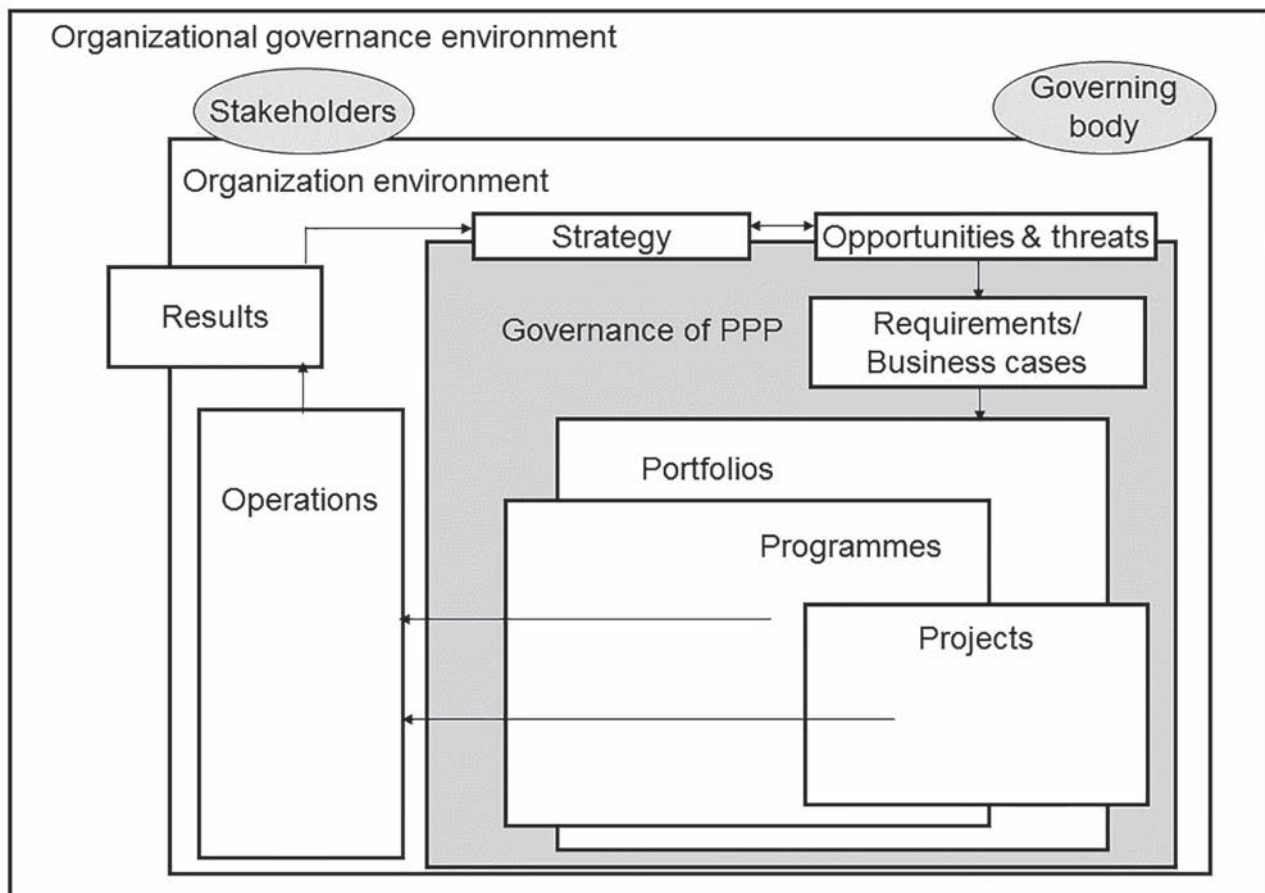 Organizational governance environment
Stakeholders
Governing
body
Organization environment
Strategy
Opportunities & threats
Results
Governance of PPP
Requirements/
Business cases
Portfolios
Operations
Programmes
Projects